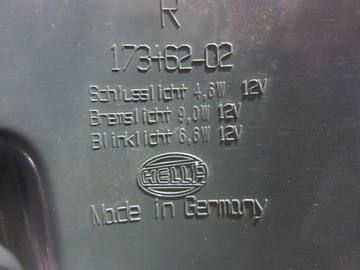 R
173462-02
Schlusslicht 4,6W 12V
Bremslicht 9,0W 12V
Blinklicht 6,6W 12V
HELLA
Made in Germany